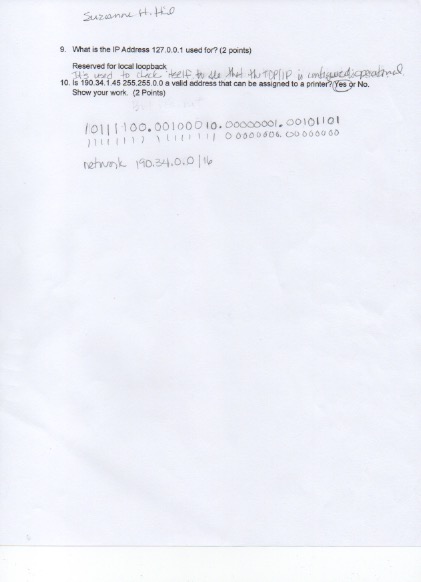 Suzanne H. Hil
9. What is the IP Address 127.0.0.1 used for? (2 points)
Reserved for local loopback
It's used to check itself to see that the TCP/IP is configured & operational.
10. Is 190.34.1.45 255.255.0.0 a valid address that can be assigned to a printer? Yes or No.
Show your work. (2 Points)
10111100.00100010.00000001.00101101
11111111 11111111 00000000.00000000
network 190.34.0.0/16